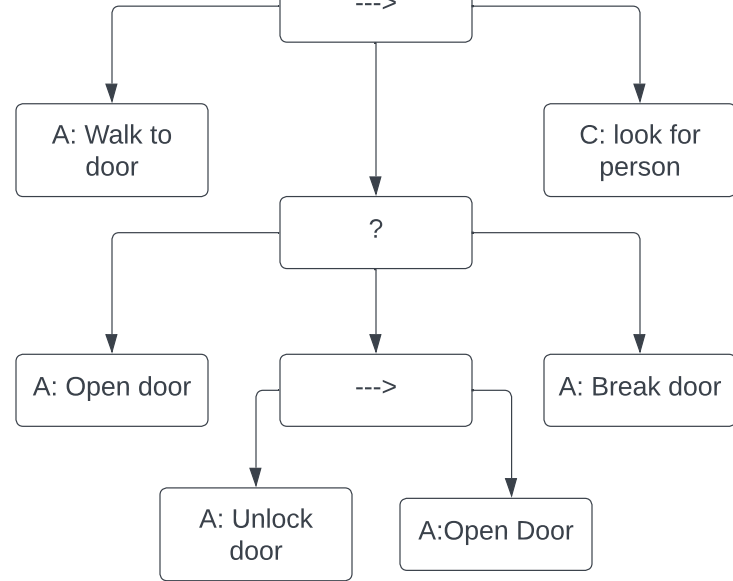 --->
A: Walk to
door
C: look for
person
?
A: Open door
--->
A: Break door
A: Unlock
door
A:Open Door